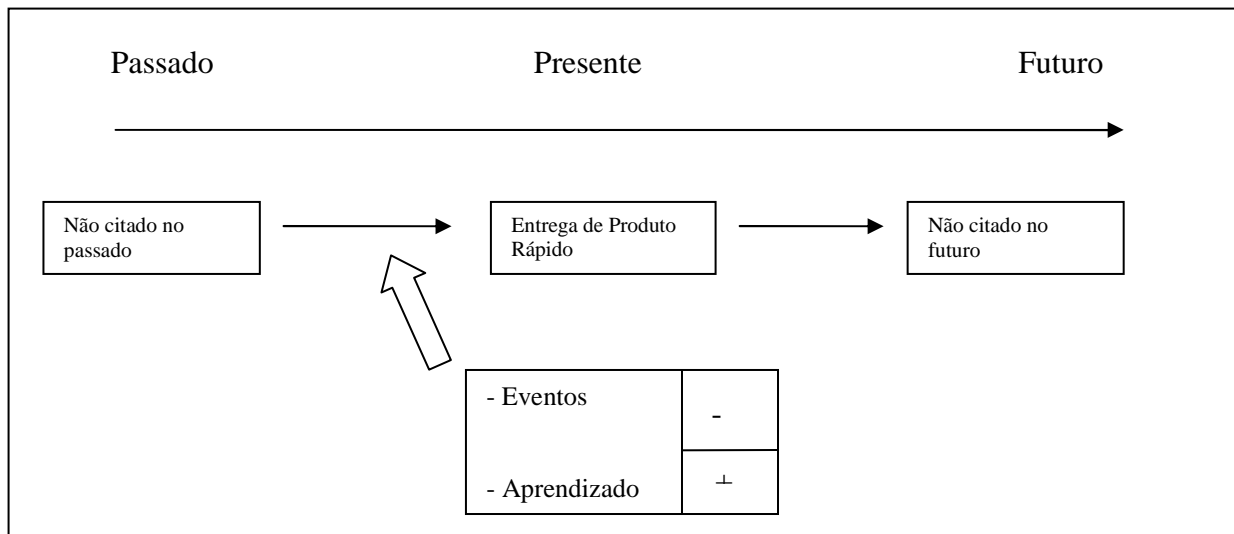 Passado Presente Futuro
Não citado no
passado
Entrega de Produto
Rápido
Não citado no
futuro
- Eventos
-
- Aprendizado
+